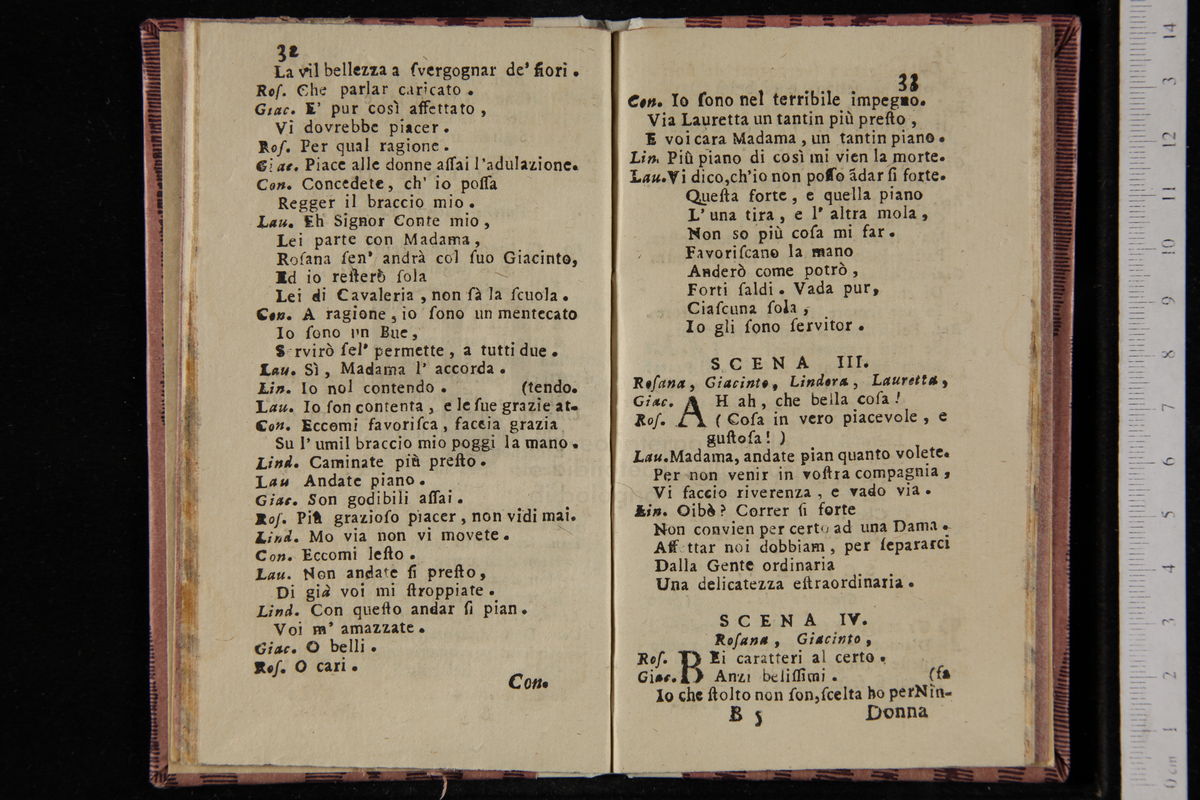 32
La vil bellezza a ſvergognar de' fiori.
Roſ. Che parlar caricato.
Giac. E' pur così affettato,
Vi dovrebbe piacer.
Roſ. Per qual ragione.
Giac. Piace alle donne aſſai l'adulazione.
Con. Concedete, ch' io poſſa
Regger il braccio mio.
Lau. Eh Signor Conte mio,
Lei parte con Madama,
Roſana ſen' andrà col ſuo Giacinto,
Ed io reſterò ſola
Lei di Cavaleria, non ſà la ſcuola.
Con. A ragione, io ſono un mentecato
Io ſono un Bue,
Servirò ſel' permette, a tutti due.
Lau. Sì, Madama l' accorda.
Lin. Io nol contendo. (tendo.
Lau. Io ſon contenta, e le ſue grazie at-
Con. Eccomi favoriſca, faccia grazia
Su l' umil braccio mio poggi la mano.
Lind. Caminate più preſto.
Lau Andate piano.
Giac. Son godibili aſſai.
Roſ. Più grazioſo piacer, non vidi mai.
Lind. Mo via non vi movete.
Con. Eccomi leſto.
Lau. Non andate ſi preſto,
Di già voi mi ſtroppiate.
Lind. Con queſto andar ſi pian.
Voi m' amazzate.
Giac. O belli.
Roſ. O cari.
Con.
33
Con. Io ſono nel terribile impegno.
Via Lauretta un tantin più preſto,
E voi cara Madama, un tantin piano.
Lin. Più piano di così mi vien la morte.
Lau. Vi dico, ch'io non poſſo ãdar ſi forte.
Queſta forte, e quella piano
L' una tira, e l' altra mola,
Non so più coſa mi far.
Favoriſcano la mano
Anderò come potrò,
Forti ſaldi. Vada pur,
Ciaſcuna ſola,
Io gli ſono ſervitor.
SCENA III.
Roſana, Giacinto, Lindora, Lauretta,
Giac. AH ah, che bella coſa!
Roſ. (Coſa in vero piacevole, e
guſtoſa!)
Lau. Madama, andate pian quanto volete.
Per non venir in voſtra compagnia,
Vi faccio riverenza, e vado via.
Lin. Oibò? Correr ſi forte
Non convien per certo ad una Dama.
Affettar noi dobbiam, per ſepararci
Dalla Gente ordinaria
Una delicatezza eſtraordinaria.
SCENA IV.
Roſana, Giacinto,
Roſ. BEi caratteri al certo.
Giac. Anzi beliſſimi. (fa
Io che ſtolto non ſon, ſcelta ho per Nin-
B 5
Donna